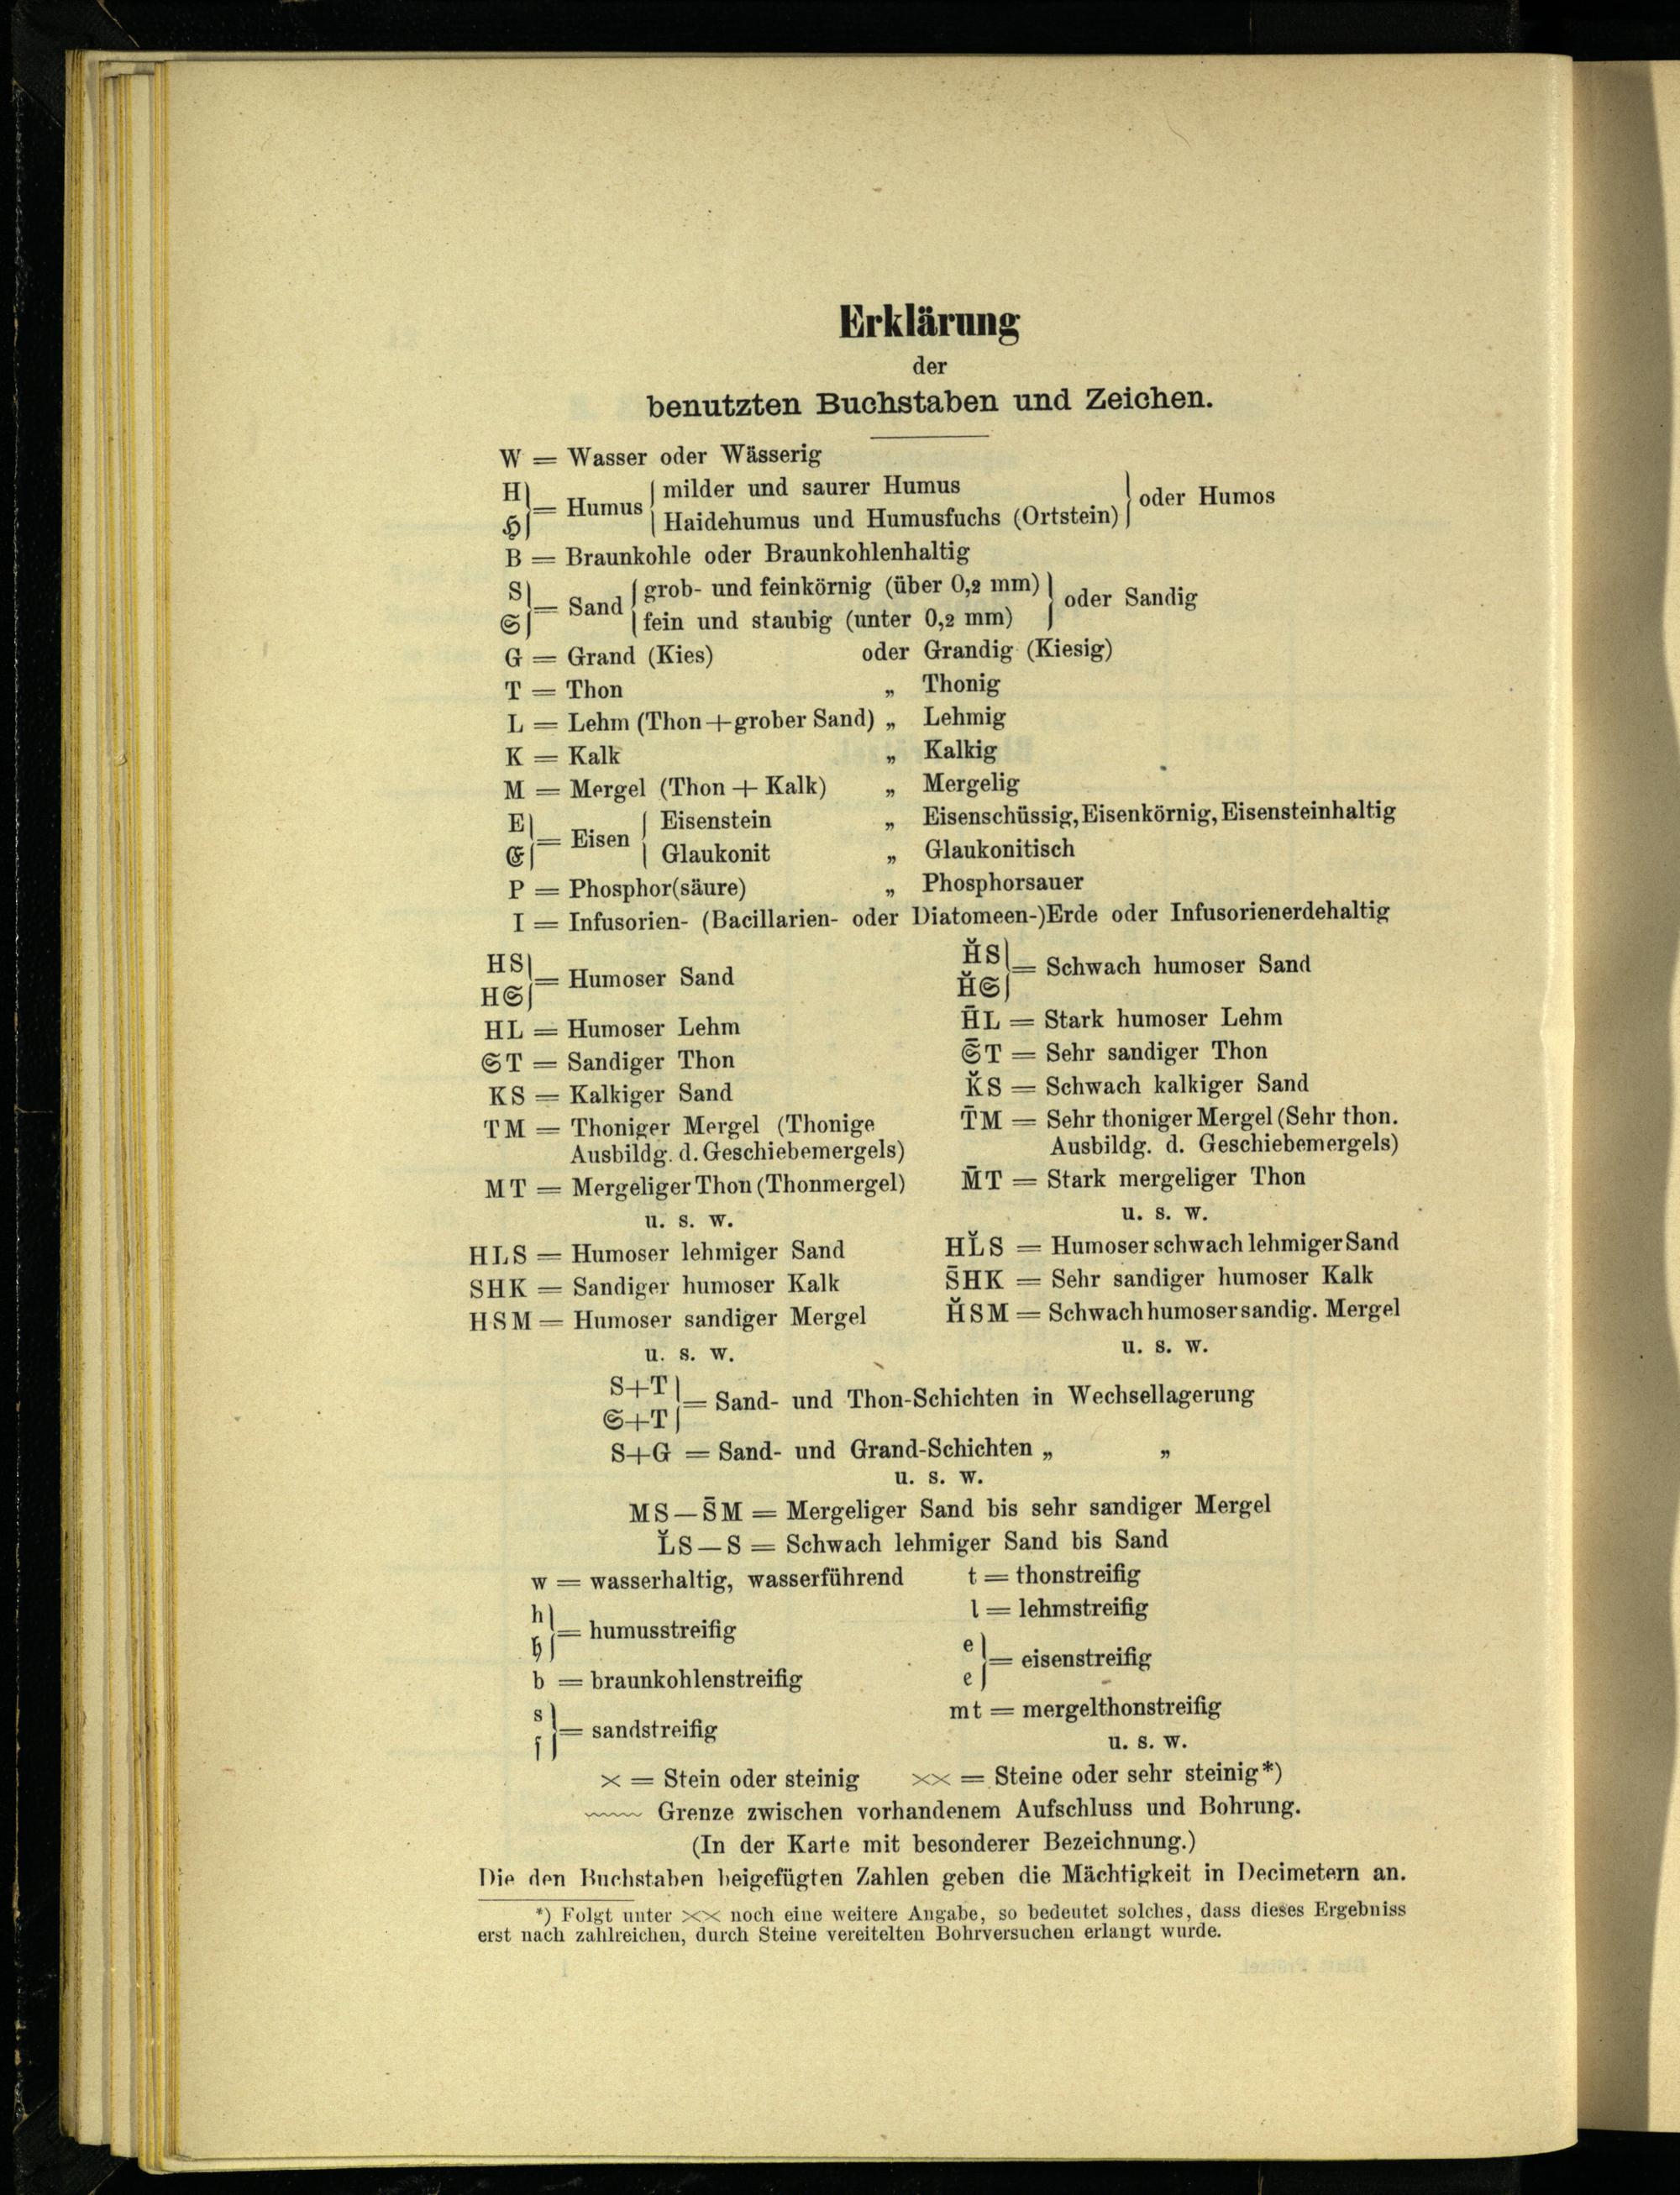 Erklärung
der
benutzten Buchstaben und Zeichen.
W = Wasser oder Wässerig
H
ℌ
} = Humus { milder und saurer Humus
Haidehumus und Humusfuchs (Ortstein) } oder Humos
B = Braunkohle oder Braunkohlenhaltig
S
𝔖
} = Sand { grob- und feinkörnig (über 0,2 mm)
fein und staubig (unter 0,2 mm) } oder Sandig
G = Grand (Kies) oder Grandig (Kiesig)
T = Thon „ Thonig
L = Lehm (Thon + grober Sand) „ Lehmig
K = Kalk „ Kalkig
M = Mergel (Thon + Kalk) „ Mergelig
E
𝔈
} = Eisen { Eisenstein „ Eisenschüssig, Eisenkörnig, Eisensteinhaltig
Glaukonit „ Glaukonitisch
P = Phosphor(säure) „ Phosphorsauer
I = Infusorien- (Bacillarien- oder Diatomeen-)Erde oder Infusorienerdehaltig
HS
H𝔖
} = Humoser Sand
HL = Humoser Lehm
𝔖T = Sandiger Thon
KS = Kalkiger Sand
TM = Thoniger Mergel (Thonige
Ausbildg. d. Geschiebemergels)
MT = Mergeliger Thon (Thonmergel)
u. s. w.
HLS = Humoser lehmiger Sand
SHK = Sandiger humoser Kalk
HSM = Humoser sandiger Mergel
u. s. w.
H̆S
H̆𝔖
} = Schwach humoser Sand
H̄L = Stark humoser Lehm
𝔖̄T = Sehr sandiger Thon
K̆S = Schwach kalkiger Sand
T̄M = Sehr thoniger Mergel (Sehr thon.
Ausbildg. d. Geschiebemergels)
M̄T = Stark mergeliger Thon
u. s. w.
HL̆S = Humoser schwach lehmiger Sand
S̄HK = Sehr sandiger humoser Kalk
H̆SM = Schwach humoser sandig. Mergel
u. s. w.
S+T
𝔖+T
} = Sand- und Thon-Schichten in Wechsellagerung
S+G = Sand- und Grand-Schichten „ „
u. s. w.
MS — S̄M = Mergeliger Sand bis sehr sandiger Mergel
L̆S — S = Schwach lehmiger Sand bis Sand
w = wasserhaltig, wasserführend
h
𝔥
} = humusstreifig
b = braunkohlenstreifig
s
ſ
} = sandstreifig
t = thonstreifig
l = lehmstreifig
e
𝔢
} = eisenstreifig
mt = mergelthonstreifig
u. s. w.
× = Stein oder steinig ×× = Steine oder sehr steinig*)
﹏﹏ Grenze zwischen vorhandenem Aufschluss und Bohrung.
(In der Karte mit besonderer Bezeichnung.)
Die den Buchstaben beigefügten Zahlen geben die Mächtigkeit in Decimetern an.
*) Folgt unter ×× noch eine weitere Angabe, so bedeutet solches, dass dieses Ergebniss
erst nach zahlreichen, durch Steine vereitelten Bohrversuchen erlangt wurde.